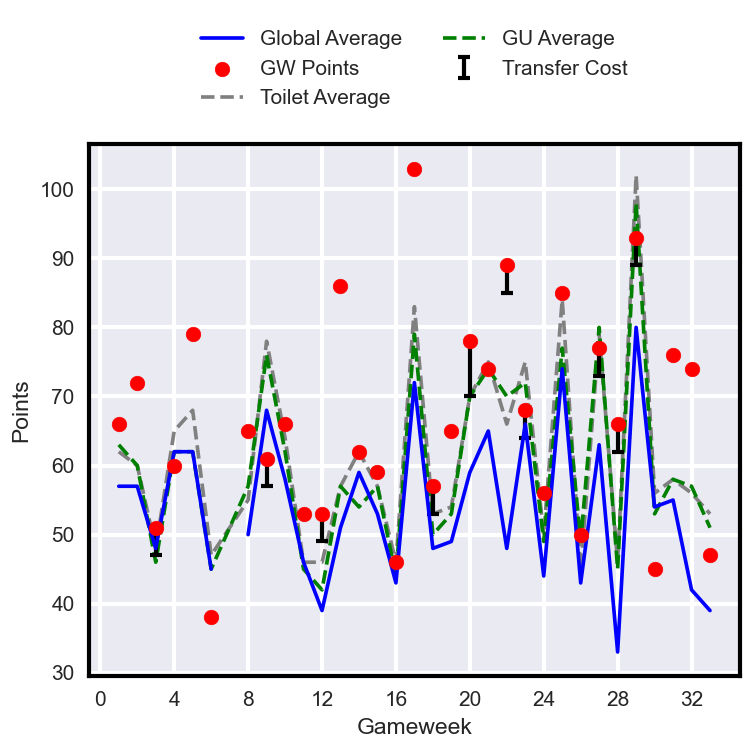 Global Average
GW Points
Toilet Average
GU Average
Transfer Cost
100
90
80
70
60
50
40
30
Points
0 4 8 12 16 20 24 28 32
Gameweek